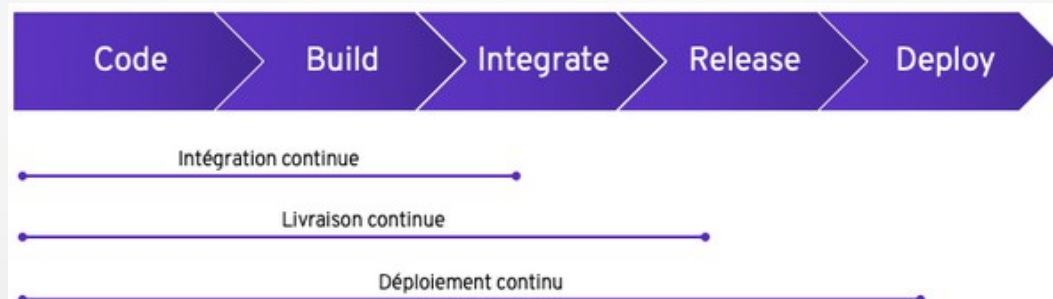 Code Build Integrate Release Deploy
Intégration continue
Livraison continue
Déploiement continu